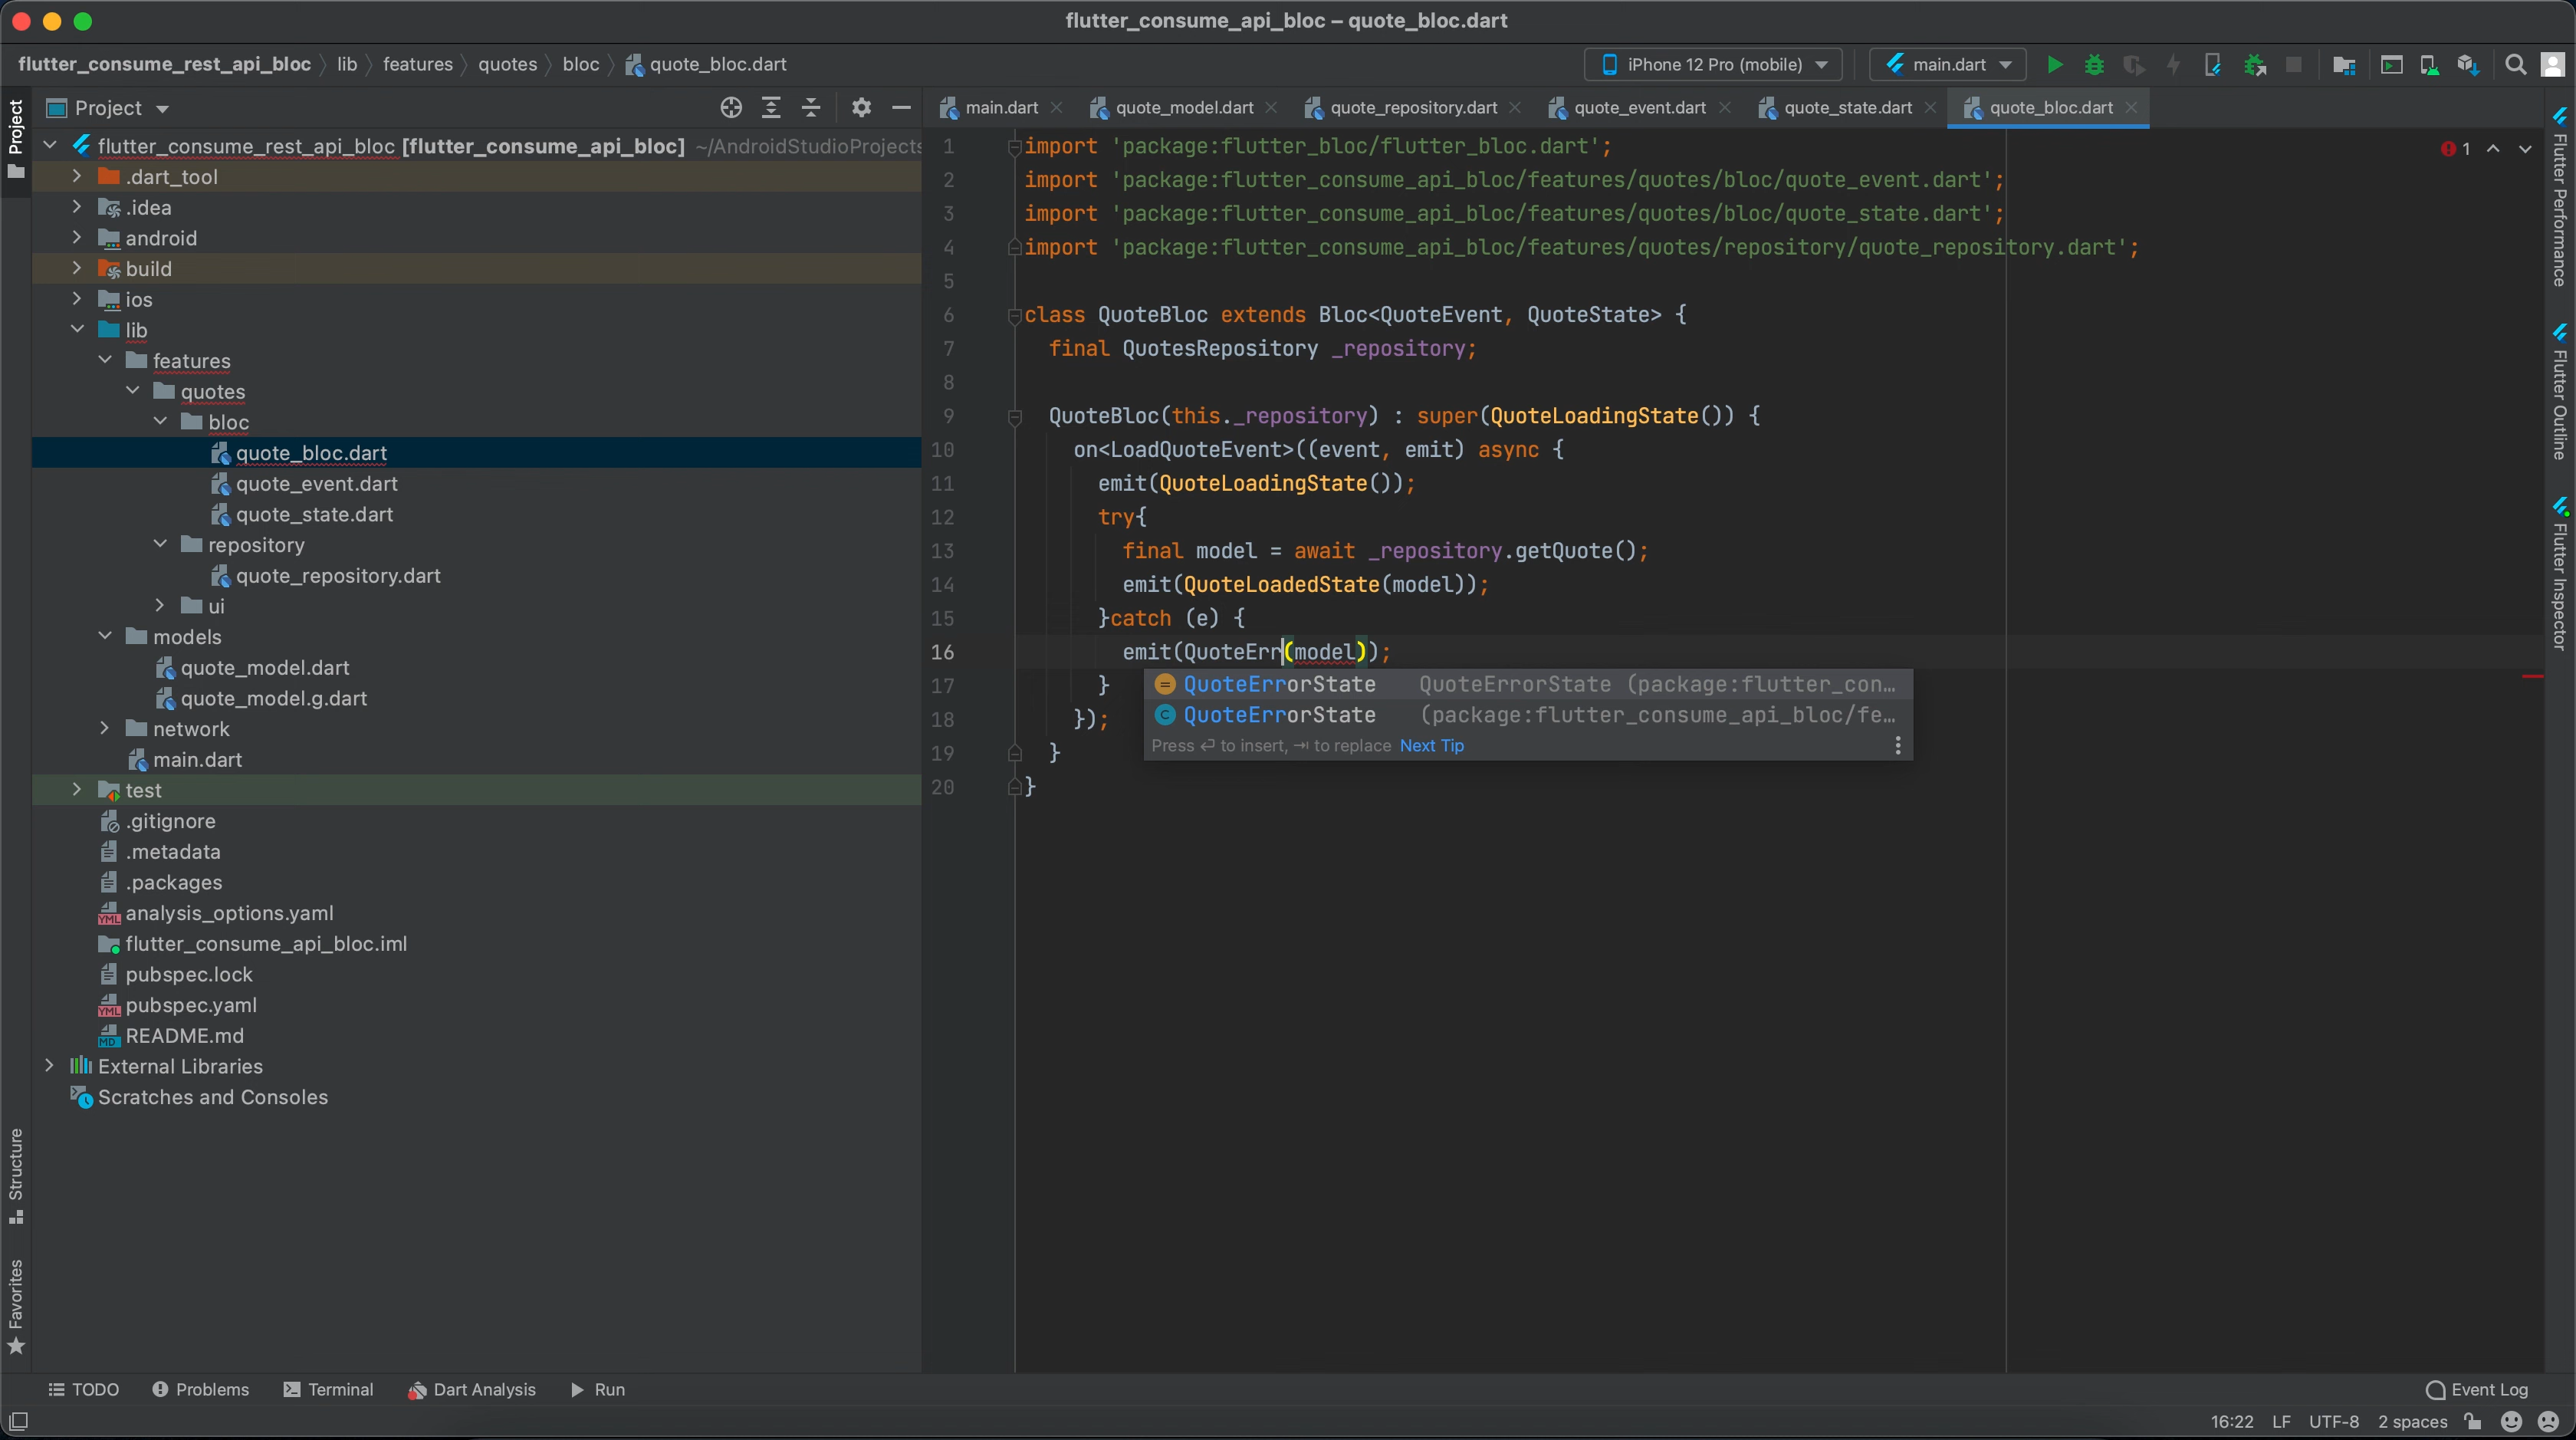 flutter_consume_api_bloc – quote_bloc.dart
flutter_consume_rest_api_bloc lib features quotes bloc quote_bloc.dart
iPhone 12 Pro (mobile) main.dart
Project
Project
main.dart quote_model.dart quote_repository.dart quote_event.dart quote_state.dart quote_bloc.dart
flutter_consume_rest_api_bloc [flutter_consume_api_bloc] ~/AndroidStudioProjects
.dart_tool
.idea
android
build
ios
lib
features
quotes
bloc
quote_bloc.dart
quote_event.dart
quote_state.dart
repository
quote_repository.dart
ui
models
quote_model.dart
quote_model.g.dart
network
main.dart
test
.gitignore
.metadata
.packages
YML analysis_options.yaml
flutter_consume_api_bloc.iml
pubspec.lock
YML pubspec.yaml
MD README.md
External Libraries
Scratches and Consoles
Structure
Favorites
1 import 'package:flutter_bloc/flutter_bloc.dart';
2 import 'package:flutter_consume_api_bloc/features/quotes/bloc/quote_event.dart';
3 import 'package:flutter_consume_api_bloc/features/quotes/bloc/quote_state.dart';
4 import 'package:flutter_consume_api_bloc/features/quotes/repository/quote_repository.dart';
5
6 class QuoteBloc extends Bloc<QuoteEvent, QuoteState> {
7 final QuotesRepository _repository;
8
9 QuoteBloc(this._repository) : super(QuoteLoadingState()) {
10 on<LoadQuoteEvent>((event, emit) async {
11 emit(QuoteLoadingState());
12 try{
13 final model = await _repository.getQuote();
14 emit(QuoteLoadedState(model));
15 }catch (e) {
16 emit(QuoteErr(model));
17 }
18 });
19 }
20 }
QuoteErrorState QuoteErrorState (package:flutter_con...
C QuoteErrorState (package:flutter_consume_api_bloc/fe...
Press ⏎ to insert, ⇥ to replace Next Tip
1
Flutter Performance
Flutter Outline
Flutter Inspector
TODO Problems Terminal Dart Analysis Run Event Log
16:22 LF UTF-8 2 spaces